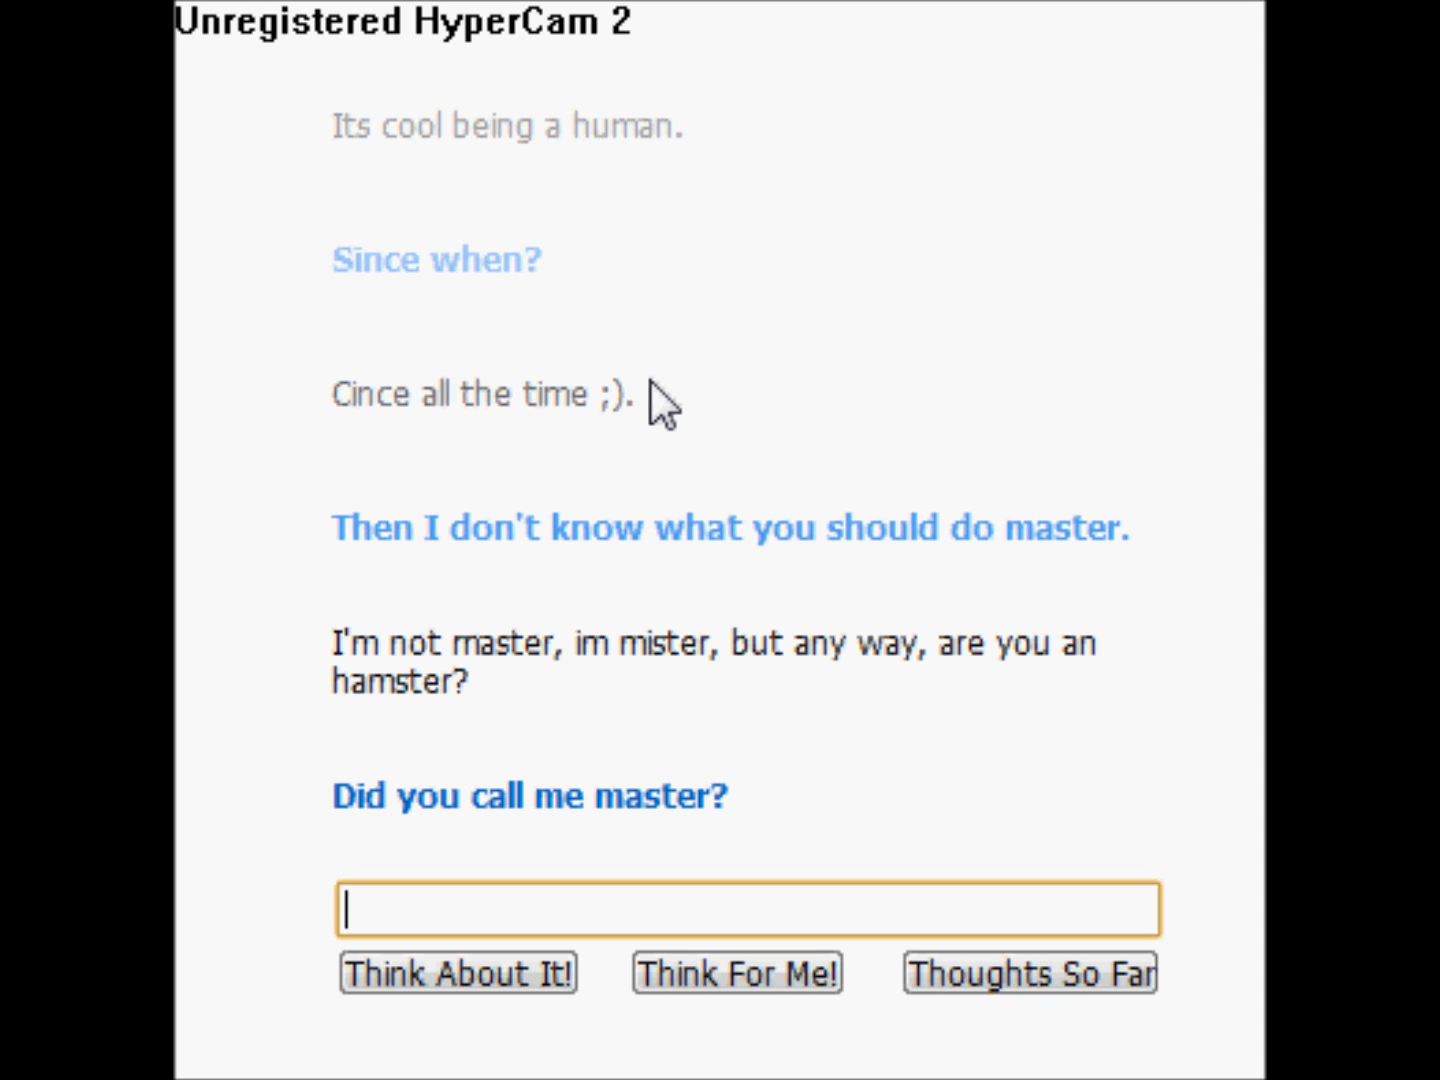 Unregistered HyperCam 2
Its cool being a human.
Since when?
Cince all the time ;).
Then I don't know what you should do master.
I'm not master, im mister, but any way, are you an
hamster?
Did you call me master?
Think About It! Think For Me! Thoughts So Far